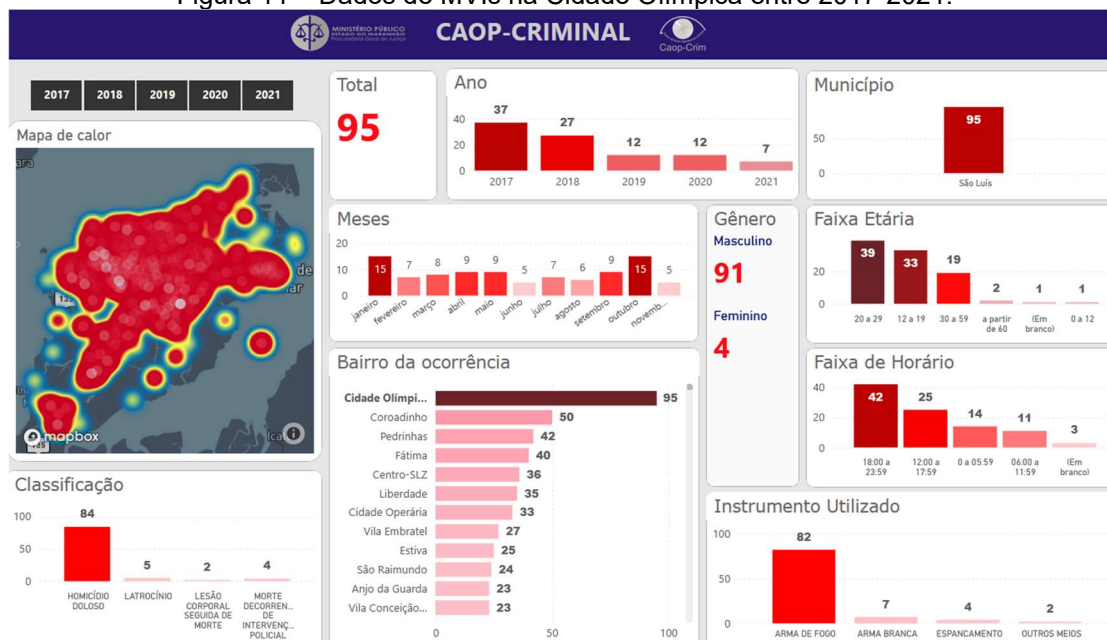 Figura 11 – Dados de MVIs na Cidade Olímpica entre 2017-2021.
MINISTÉRIO PÚBLICO
ESTADO DO MARANHÃO
Procuradoria Geral de Justiça
CAOP-CRIMINAL
Caop-Crim
2017 2018 2019 2020 2021
Mapa de calor
135
de
ar
mapbox
135
Total
95
Ano
37
27
12
12
7
40
20
0
2017 2018 2019 2020 2021
Município
95
50
0
São Luís
Meses
20
10
0
15 7 8 9 9 5 7 6 9 15 5
janeiro fevereiro março abril maio junho julho agosto setembro outubro novemb...
Gênero
Masculino
91
Feminino
4
Faixa Etária
39 33 19 2 1 1
20
0
20 a 29 12 a 19 30 a 59 a partir de 60 (Em branco) 0 a 12
Bairro da ocorrência
Cidade Olímpi... 95
Coroadinho 50
Pedrinhas 42
Fátima 40
Centro-SLZ 36
Liberdade 35
Cidade Operária 33
Vila Embratel 27
Estiva 25
São Raimundo 24
Anjo da Guarda 23
Vila Conceição... 23
0 50 100
Faixa de Horário
40
20
0
42 25 14 11 3
18:00 a 23:59 12:00 a 17:59 0 a 05:59 06:00 a 11:59 (Em branco)
Classificação
100
50
0
84 5 2 4
HOMICÍDIO DOLOSO
LATROCÍNIO
LESÃO CORPORAL SEGUIDA DE MORTE
MORTE DECORREN... DE INTERVENÇ... POLICIAL
Instrumento Utilizado
100
50
0
82 7 4 2
ARMA DE FOGO ARMA BRANCA ESPANCAMENTO OUTROS MEIOS